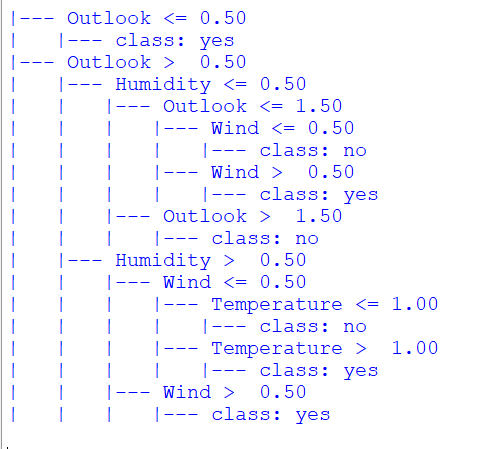 |--- Outlook <= 0.50
|   |--- class: yes
|--- Outlook >  0.50
|   |--- Humidity <= 0.50
|   |   |--- Outlook <= 1.50
|   |   |   |--- Wind <= 0.50
|   |   |   |   |--- class: no
|   |   |   |--- Wind >  0.50
|   |   |   |   |--- class: yes
|   |   |--- Outlook >  1.50
|   |   |   |--- class: no
|   |--- Humidity >  0.50
|   |   |--- Wind <= 0.50
|   |   |   |--- Temperature <= 1.00
|   |   |   |   |--- class: no
|   |   |   |--- Temperature >  1.00
|   |   |   |   |--- class: yes
|   |   |--- Wind >  0.50
|   |   |   |--- class: yes